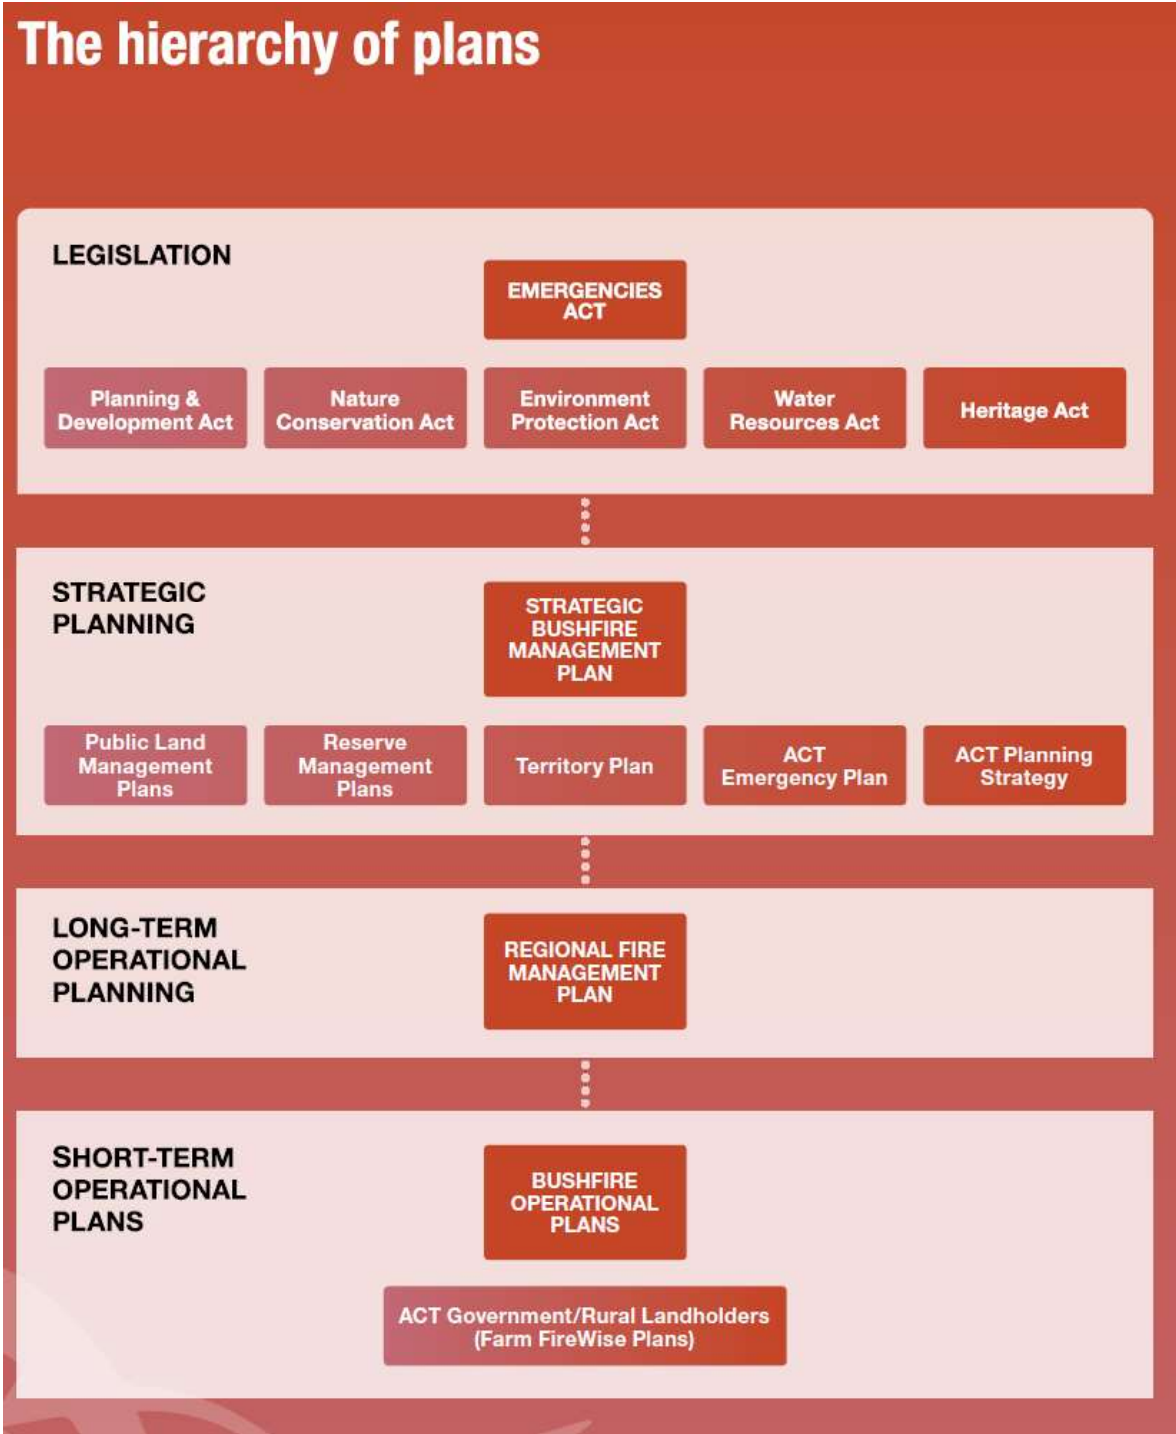 The hierarchy of plans
LEGISLATION
EMERGENCIES
ACT
Planning &
Development Act
Nature
Conservation Act
Environment
Protection Act
Water
Resources Act
Heritage Act
STRATEGIC
PLANNING
STRATEGIC
BUSHFIRE
MANAGEMENT
PLAN
Public Land
Management
Plans
Reserve
Management
Plans
Territory Plan
ACT
Emergency Plan
ACT Planning
Strategy
LONG-TERM
OPERATIONAL
PLANNING
REGIONAL FIRE
MANAGEMENT
PLAN
SHORT-TERM
OPERATIONAL
PLANS
BUSHFIRE
OPERATIONAL
PLANS
ACT Government/Rural Landholders
(Farm FireWise Plans)